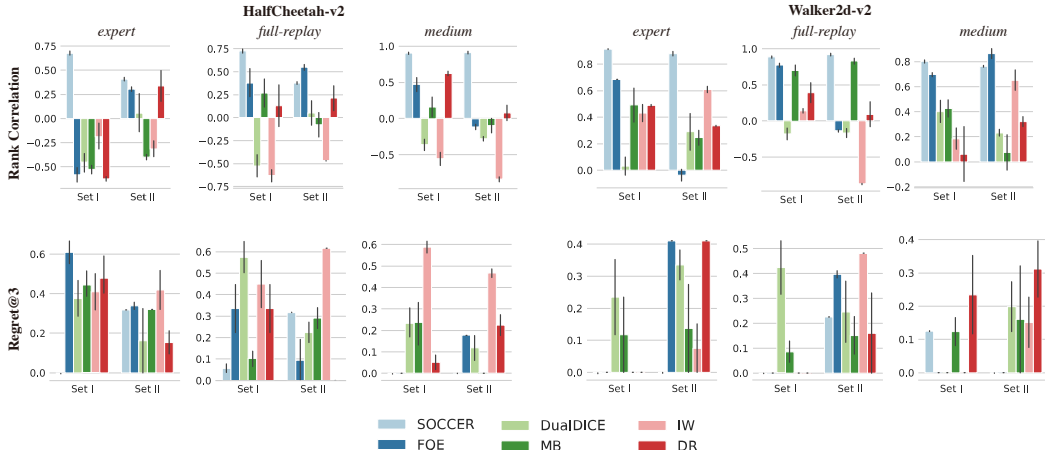 HalfCheetah-v2
Walker2d-v2
expert
full-replay
medium
expert
full-replay
medium
Rank Correlation
0.75
0.50
0.25
0.00
−0.25
−0.50
Set I
Set II
0.75
0.50
0.25
0.00
−0.25
−0.50
−0.75
Set I
Set II
1.0
0.5
0.0
−0.5
Set I
Set II
0.8
0.6
0.4
0.2
0.0
Set I
Set II
1.0
0.5
0.0
−0.5
Set I
Set II
0.8
0.6
0.4
0.2
0.0
−0.2
Set I
Set II
Regret@3
0.6
0.4
0.2
0.0
Set I
Set II
0.6
0.5
0.4
0.3
0.2
0.1
0.0
Set I
Set II
0.6
0.5
0.4
0.3
0.2
0.1
0.0
Set I
Set II
0.4
0.3
0.2
0.1
0.0
Set I
Set II
0.5
0.4
0.3
0.2
0.1
0.0
Set I
Set II
0.4
0.3
0.2
0.1
0.0
Set I
Set II
SOCCER
DualDICE
IW
FOE
MB
DR